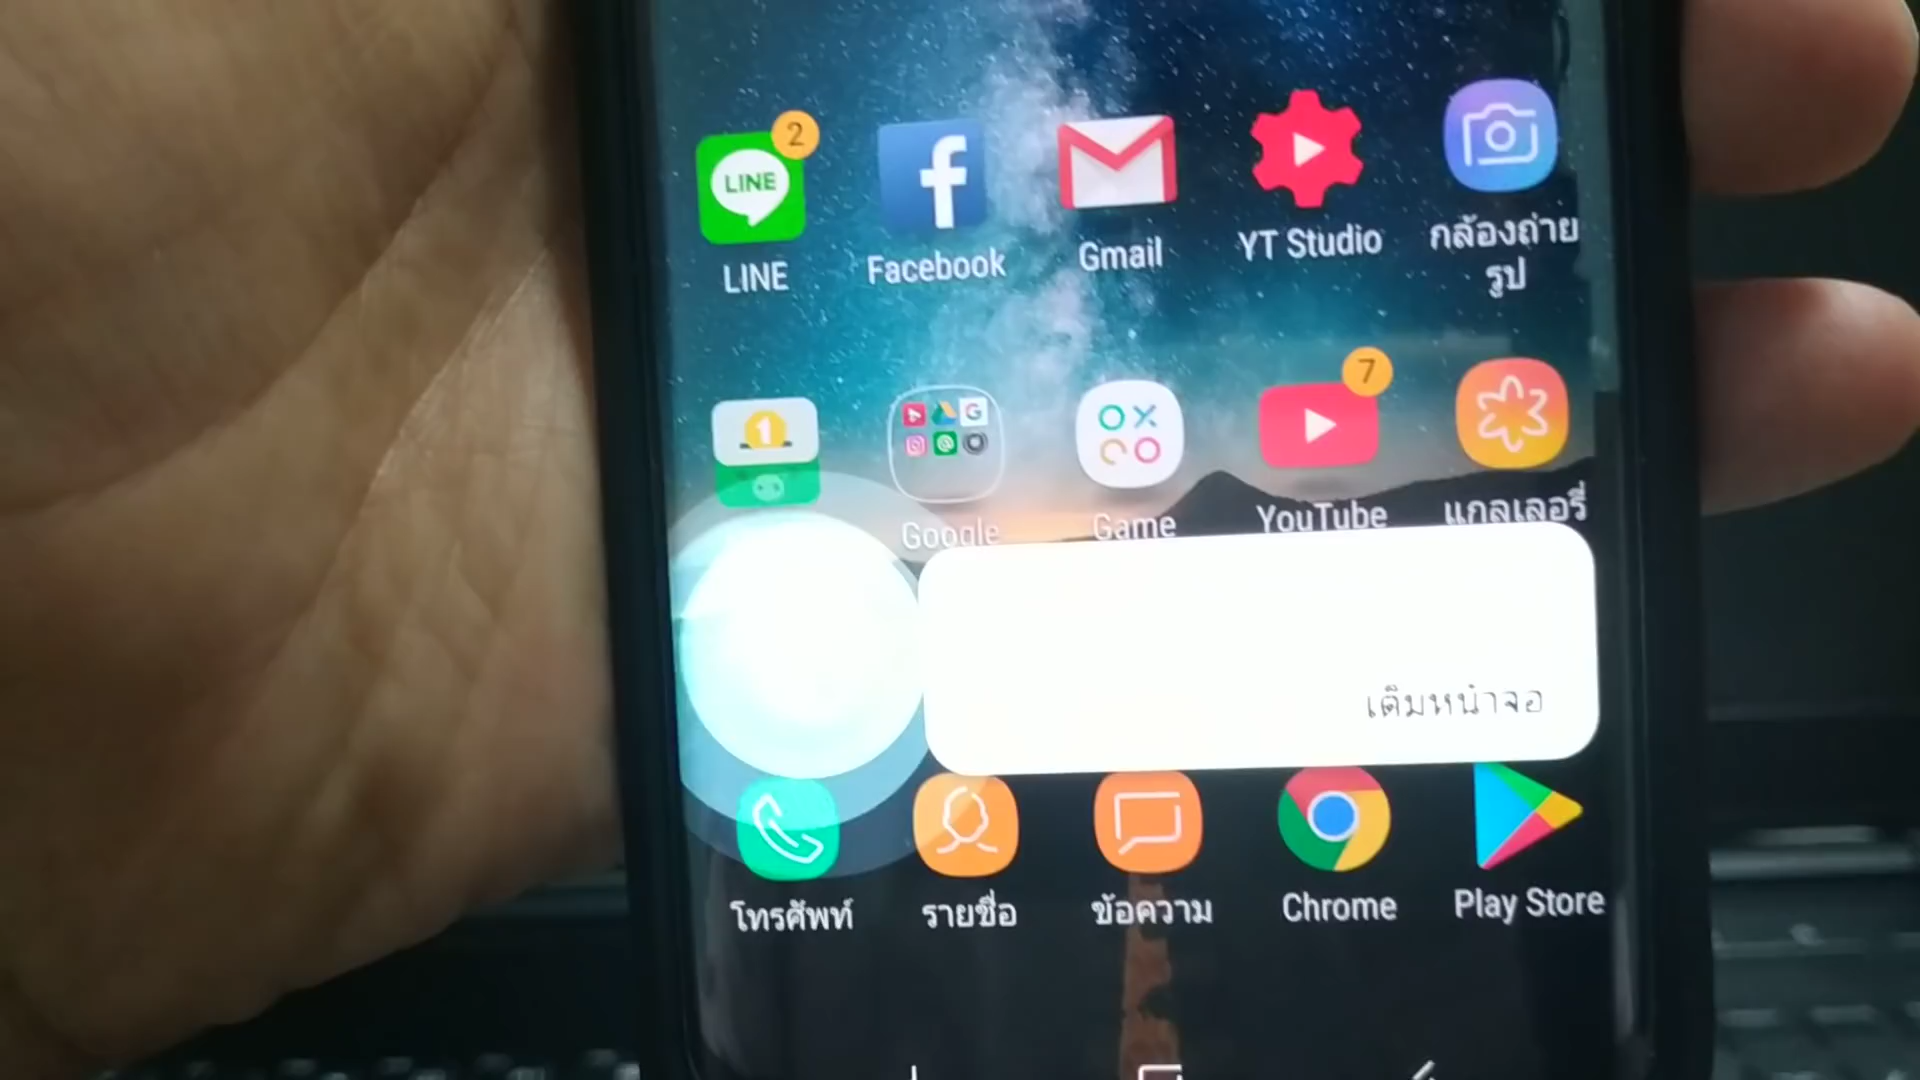 2
LINE
LINE
Facebook
Gmail
YT Studio
กล้องถ่าย
รูป
1
7
Google
Game
YouTube
แกลเลอรี่
เต็มหน้าจอ
โทรศัพท์
รายชื่อ
ข้อความ
Chrome
Play Store